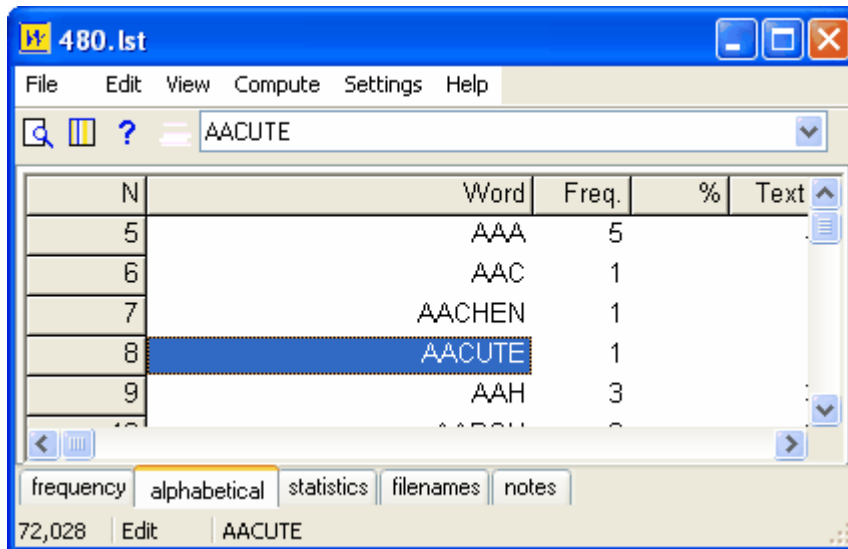 480.lst
File Edit View Compute Settings Help
? AACUTE
N Word Freq. % Text
5 AAA 5
6 AAC 1
7 AACHEN 1
8 AACUTE 1
9 AAH 3
frequency alphabetical statistics filenames notes
72,028 Edit AACUTE